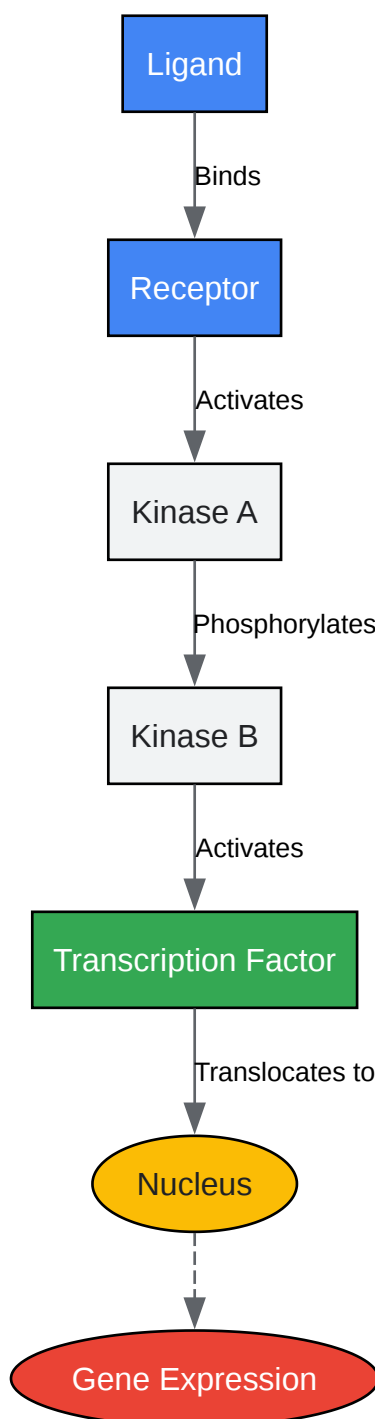 Ligand
Binds
Receptor
Activates
Kinase A
Phosphorylates
Kinase B
Activates
Transcription Factor
Translocates to
Nucleus
Gene Expression